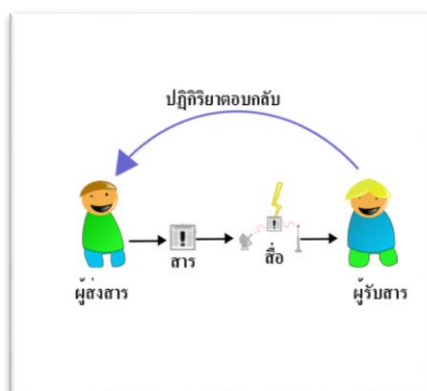 ปฏิกิริยาตอบกลับ
!
!
สาร
สื่อ
ผู้ส่งสาร
ผู้รับสาร